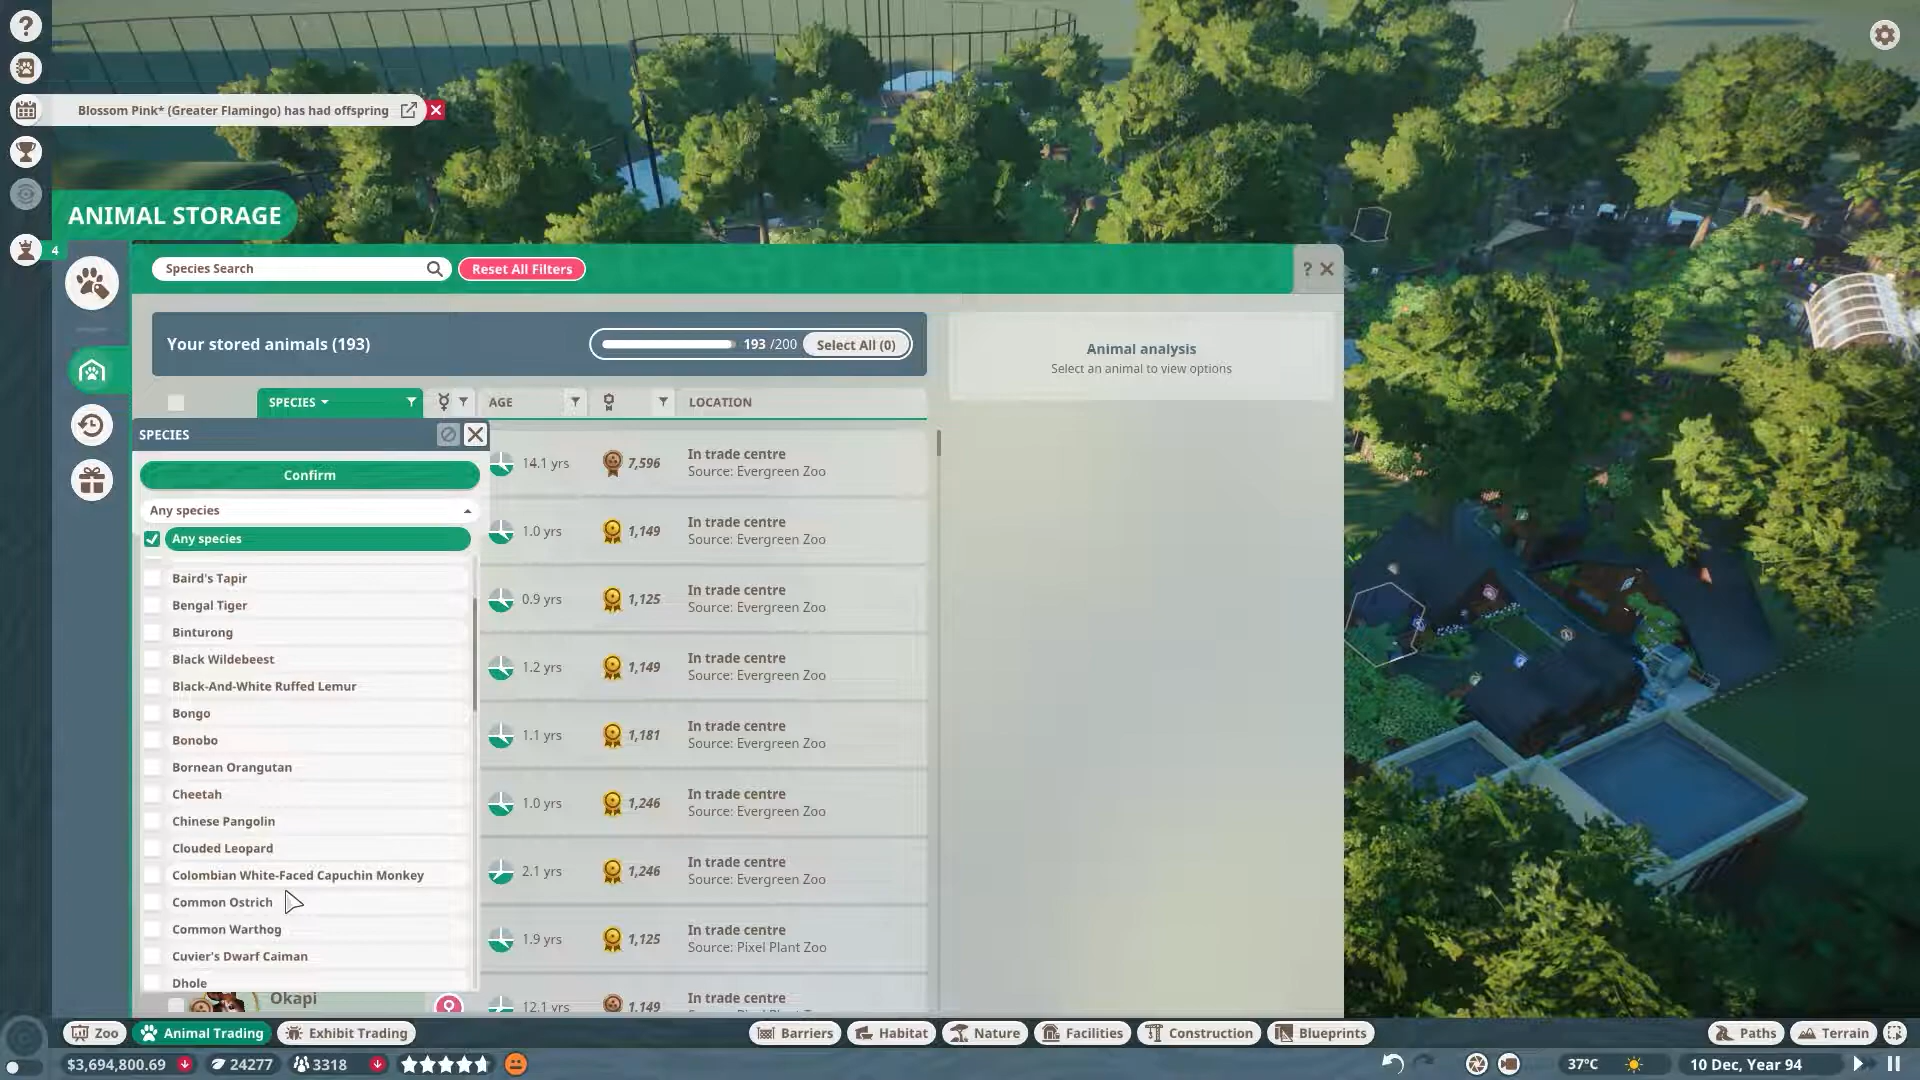 ?
Blossom Pink* (Greater Flamingo) has had offspring
ANIMAL STORAGE
4
Species Search
Reset All Filters
?
Your stored animals (193)
193 /200
Select All (0)
Animal analysis
Select an animal to view options
SPECIES
AGE
LOCATION
SPECIES
Confirm
Any species
Any species
Baird's Tapir
Bengal Tiger
Binturong
Black Wildebeest
Black-And-White Ruffed Lemur
Bongo
Bonobo
Bornean Orangutan
Cheetah
Chinese Pangolin
Clouded Leopard
Colombian White-Faced Capuchin Monkey
Common Ostrich
Common Warthog
Cuvier's Dwarf Caiman
Dhole
14.1 yrs 7,596 In trade centre
Source: Evergreen Zoo
1.0 yrs 1,149 In trade centre
Source: Evergreen Zoo
0.9 yrs 1,125 In trade centre
Source: Evergreen Zoo
1.2 yrs 1,149 In trade centre
Source: Evergreen Zoo
1.1 yrs 1,181 In trade centre
Source: Evergreen Zoo
1.0 yrs 1,246 In trade centre
Source: Evergreen Zoo
2.1 yrs 1,246 In trade centre
Source: Evergreen Zoo
1.9 yrs 1,125 In trade centre
Source: Pixel Plant Zoo
Okapi 12.1 yrs 1,149 In trade centre
Zoo Animal Trading Exhibit Trading Barriers Habitat Nature Facilities Construction Blueprints Paths Terrain
$3,694,800.69 24277 3318 37°C 10 Dec, Year 94